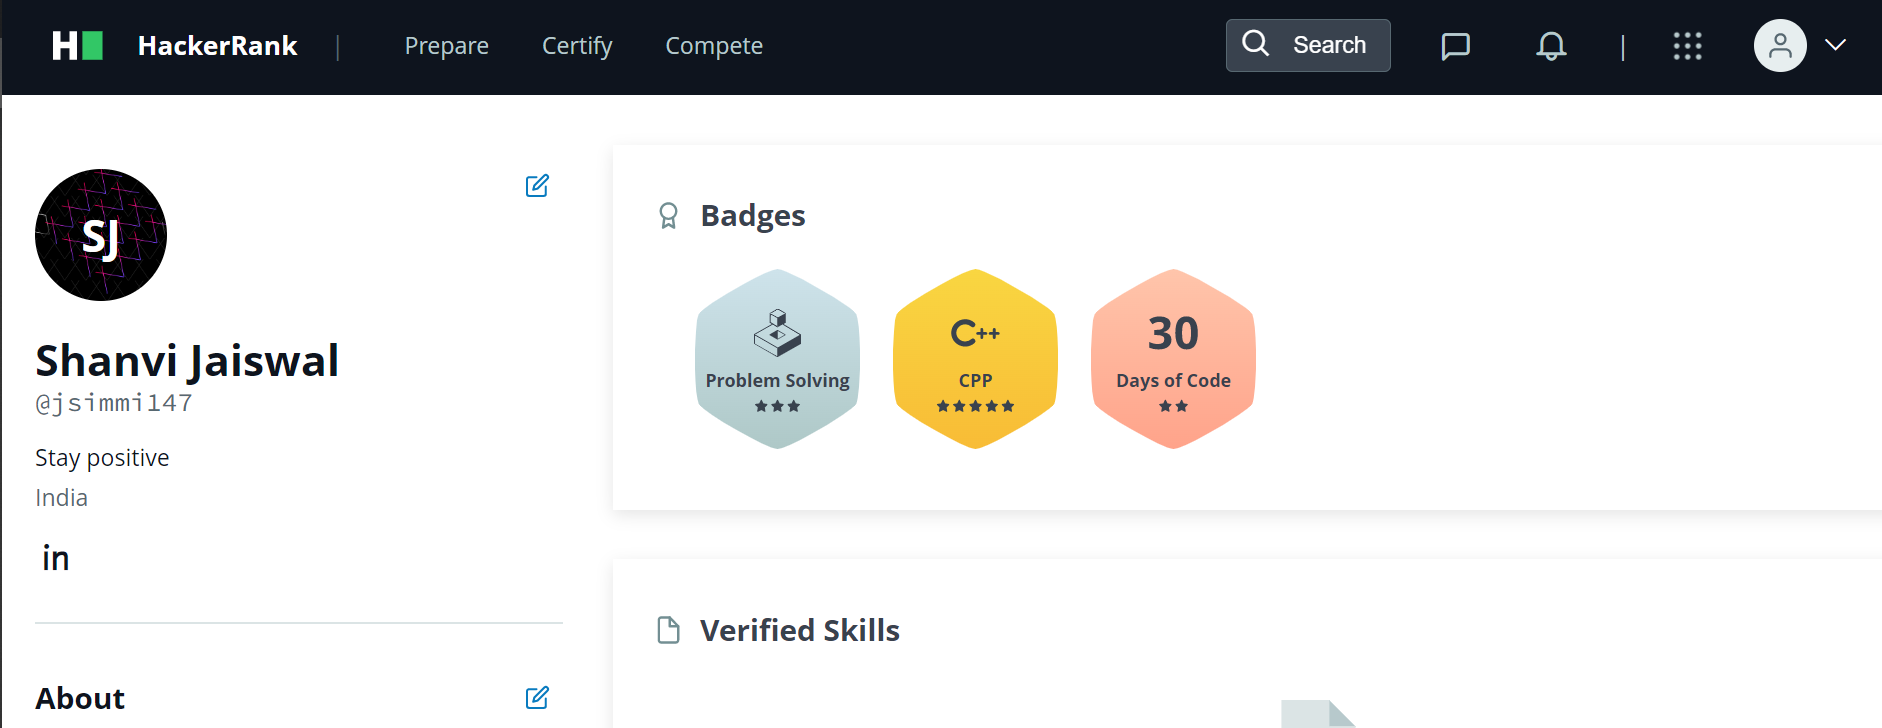 H HackerRank | Prepare Certify Compete Search |
SJ
Shanvi Jaiswal
@jsimmi147
Stay positive
India
in
About
Badges
Problem Solving
C++
CPP
30
Days of Code
Verified Skills